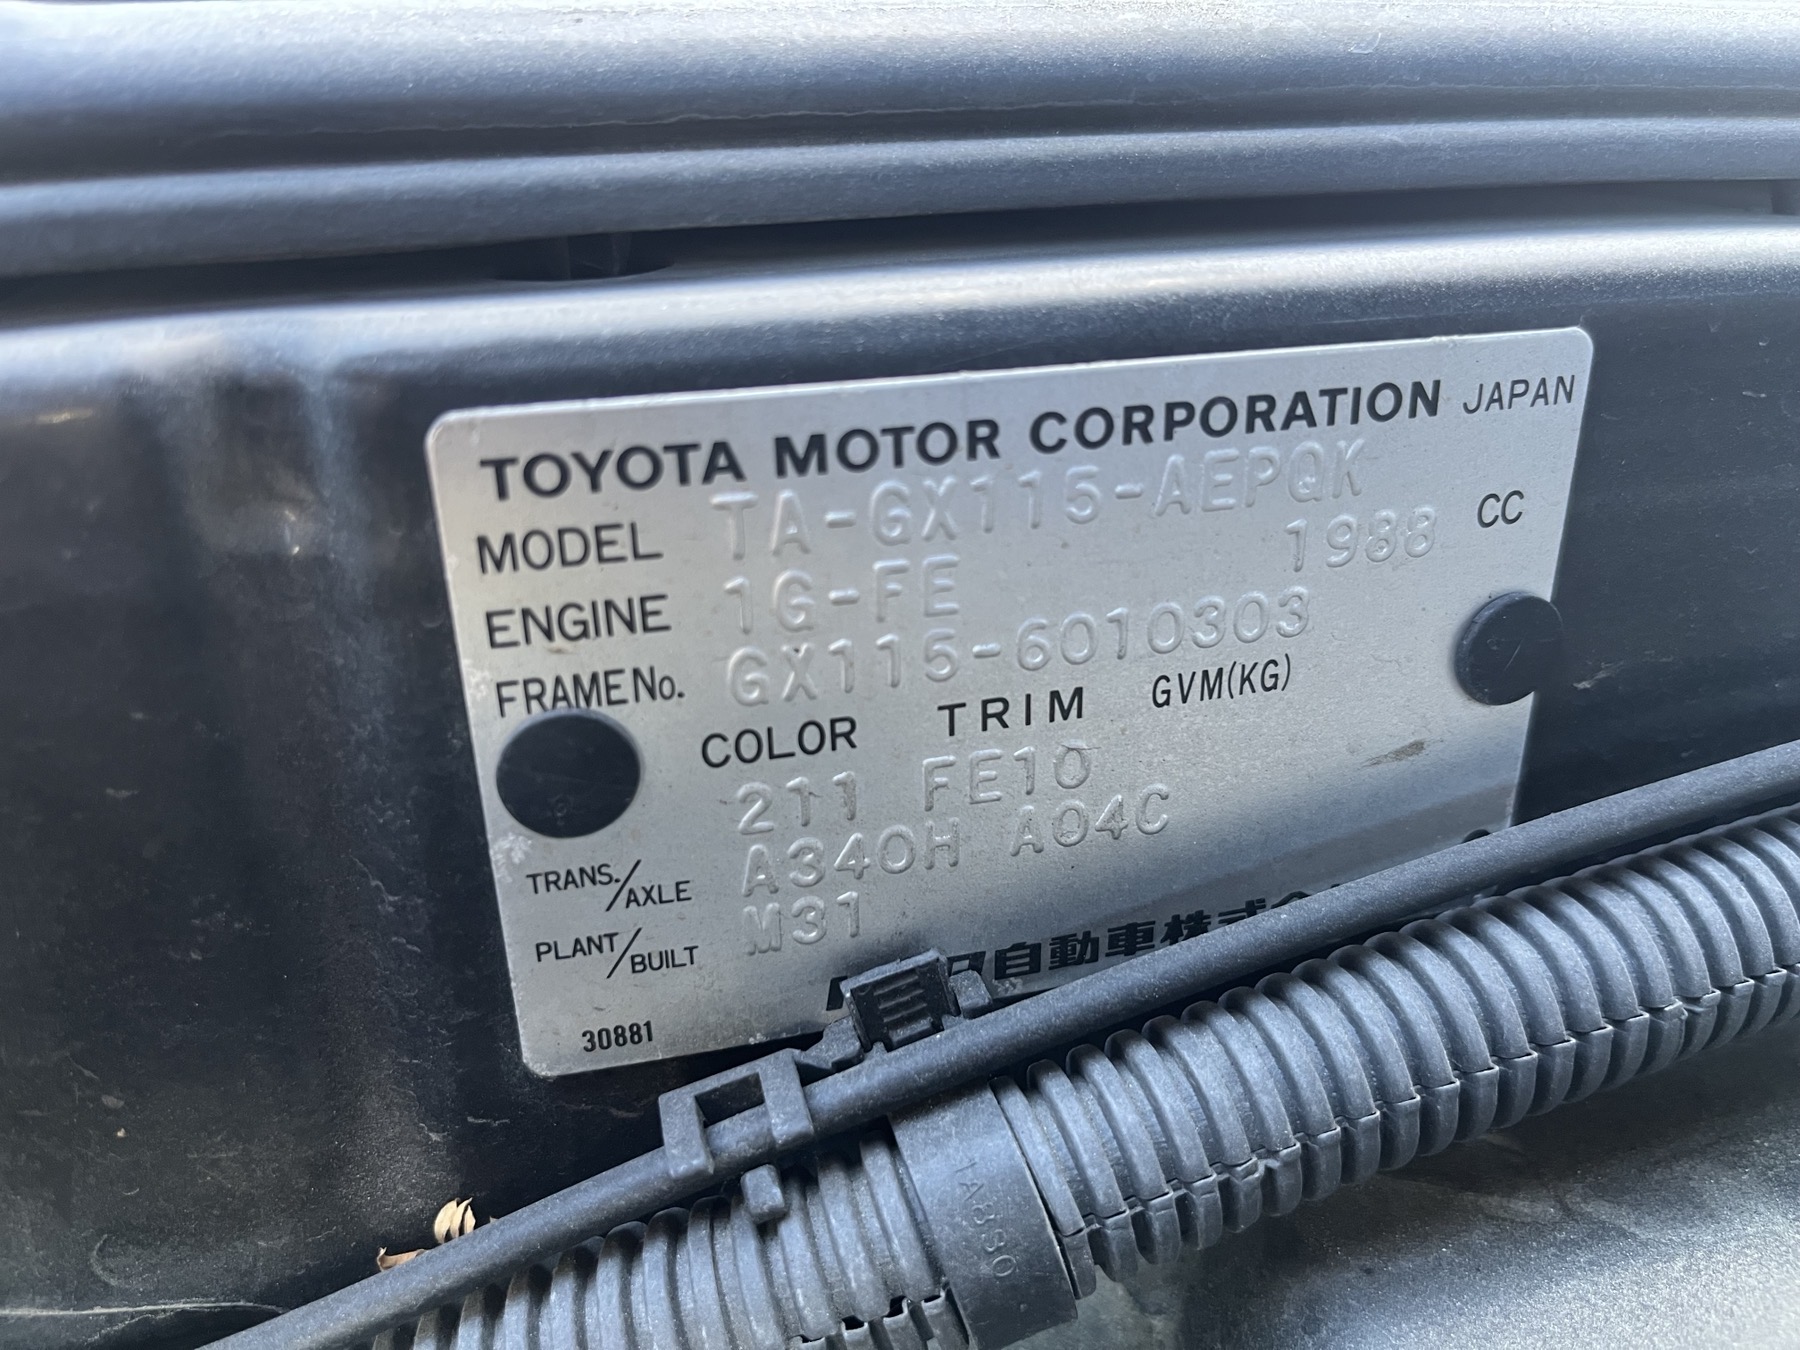 TOYOTA MOTOR CORPORATION JAPAN
MODEL TA-GX115-AEPQK
ENGINE 1G-FE 1988 CC
FRAME No. GX115-6010303
COLOR TRIM GVM(KG)
211 FE10
TRANS./AXLE A340H A04C
PLANT/BUILT M31
自動車株式
30881
1A880